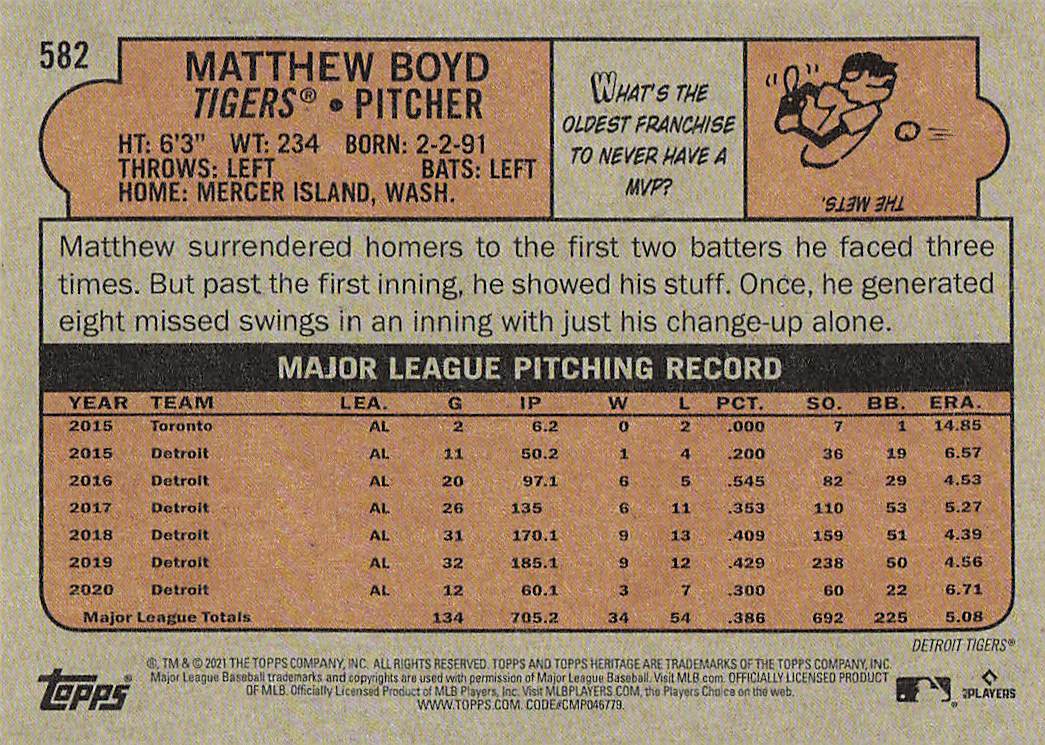 582
MATTHEW BOYD
TIGERS® • PITCHER
HT: 6'3" WT: 234 BORN: 2-2-91
THROWS: LEFT BATS: LEFT
HOME: MERCER ISLAND, WASH.
WHAT'S THE
OLDEST FRANCHISE
TO NEVER HAVE A
MVP?
THE METS.
Matthew surrendered homers to the first two batters he faced three
times. But past the first inning, he showed his stuff. Once, he generated
eight missed swings in an inning with just his change-up alone.
MAJOR LEAGUE PITCHING RECORD
YEAR TEAM LEA. G IP W L PCT. SO. BB. ERA.
2015 Toronto AL 2 6.2 0 2 .000 7 1 14.85
2015 Detroit AL 11 50.2 1 4 .200 36 19 6.57
2016 Detroit AL 20 97.1 6 5 .545 82 29 4.53
2017 Detroit AL 26 135 6 11 .353 110 53 5.27
2018 Detroit AL 31 170.1 9 13 .409 159 51 4.39
2019 Detroit AL 32 185.1 9 12 .429 238 50 4.56
2020 Detroit AL 12 60.1 3 7 .300 60 22 6.71
Major League Totals 134 705.2 34 54 .386 692 225 5.08
DETROIT TIGERS®
topps®
®, TM & © 2021 THE TOPPS COMPANY, INC. ALL RIGHTS RESERVED. TOPPS AND TOPPS HERITAGE ARE TRADEMARKS OF THE TOPPS COMPANY, INC.
Major League Baseball trademarks and copyrights are used with permission of Major League Baseball. Visit MLB.com. OFFICIALLY LICENSED PRODUCT
OF MLB. Officially Licensed Product of MLB Players, Inc. Visit MLBPLAYERS.COM, the Players Choice on the web.
WWW.TOPPS.COM. CODE#CMP046779.
PLAYERS